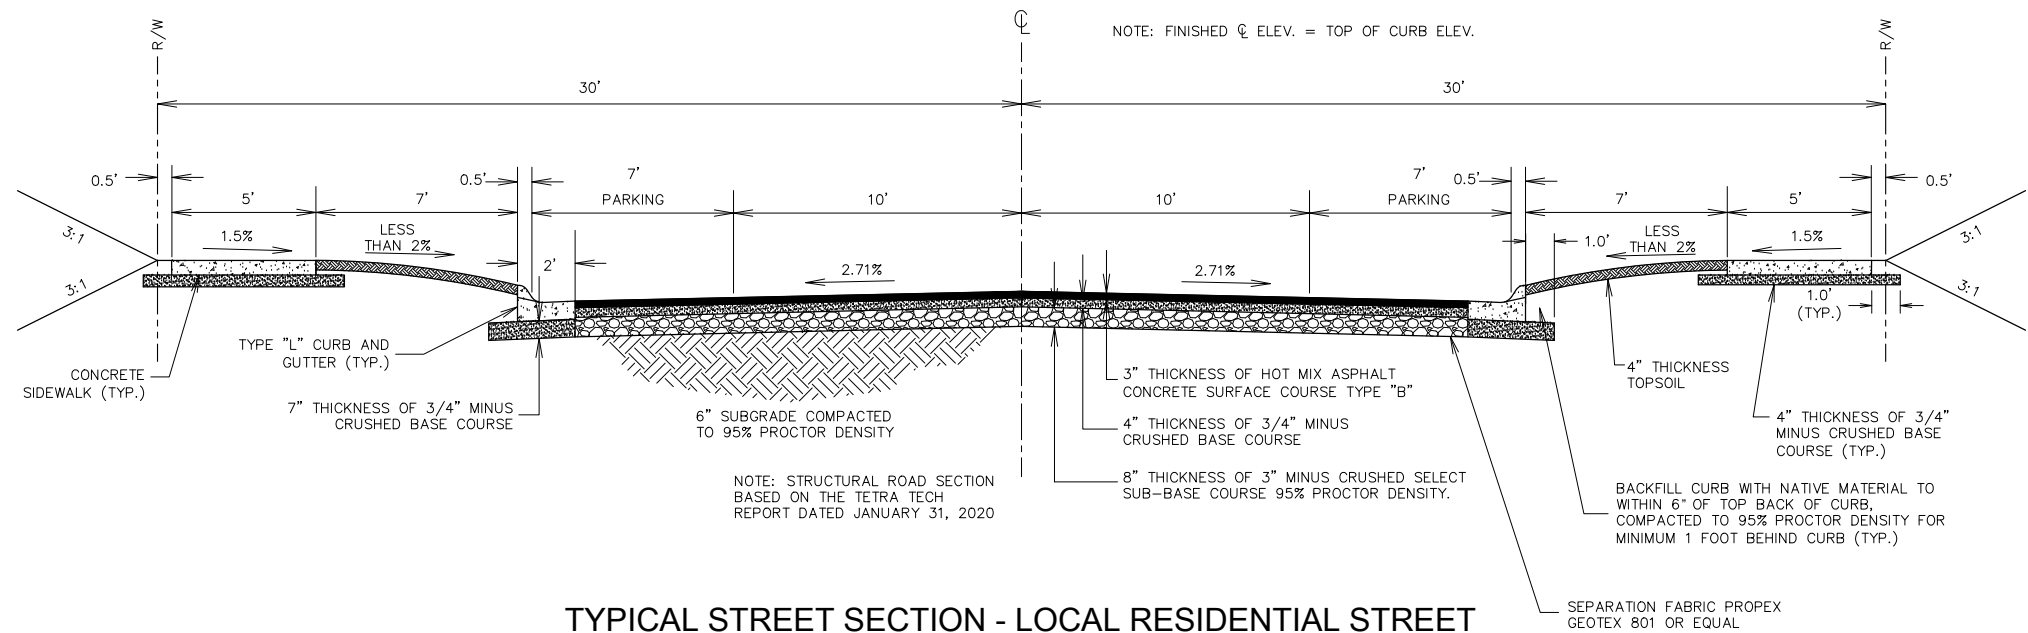 R/W
℄
NOTE: FINISHED ℄ ELEV. = TOP OF CURB ELEV.
R/W
30'
30'
0.5'
5'
7'
0.5'
7'
PARKING
10'
10'
7'
PARKING
0.5'
7'
5'
0.5'
3:1
3:1
1.5%
LESS
THAN 2%
2'
2.71%
2.71%
1.0'
LESS
THAN 2%
1.5%
3:1
3:1
1.0'
(TYP.)
CONCRETE
SIDEWALK (TYP.)
TYPE "L" CURB AND
GUTTER (TYP.)
7" THICKNESS OF 3/4" MINUS
CRUSHED BASE COURSE
6" SUBGRADE COMPACTED
TO 95% PROCTOR DENSITY
NOTE: STRUCTURAL ROAD SECTION
BASED ON THE TETRA TECH
REPORT DATED JANUARY 31, 2020
3" THICKNESS OF HOT MIX ASPHALT
CONCRETE SURFACE COURSE TYPE "B"
4" THICKNESS OF 3/4" MINUS
CRUSHED BASE COURSE
8" THICKNESS OF 3" MINUS CRUSHED SELECT
SUB-BASE COURSE 95% PROCTOR DENSITY.
4" THICKNESS
TOPSOIL
4" THICKNESS OF 3/4"
MINUS CRUSHED BASE
COURSE (TYP.)
BACKFILL CURB WITH NATIVE MATERIAL TO
WITHIN 6" OF TOP BACK OF CURB,
COMPACTED TO 95% PROCTOR DENSITY FOR
MINIMUM 1 FOOT BEHIND CURB (TYP.)
SEPARATION FABRIC PROPEX
GEOTEX 801 OR EQUAL
TYPICAL STREET SECTION - LOCAL RESIDENTIAL STREET